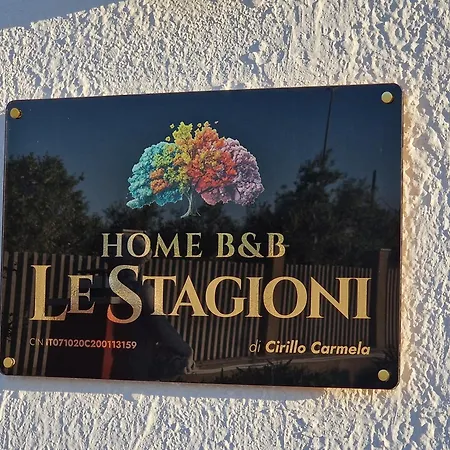 HOME B&B
LE STAGIONI
CIN IT071020C200113159
di Cirillo Carmela